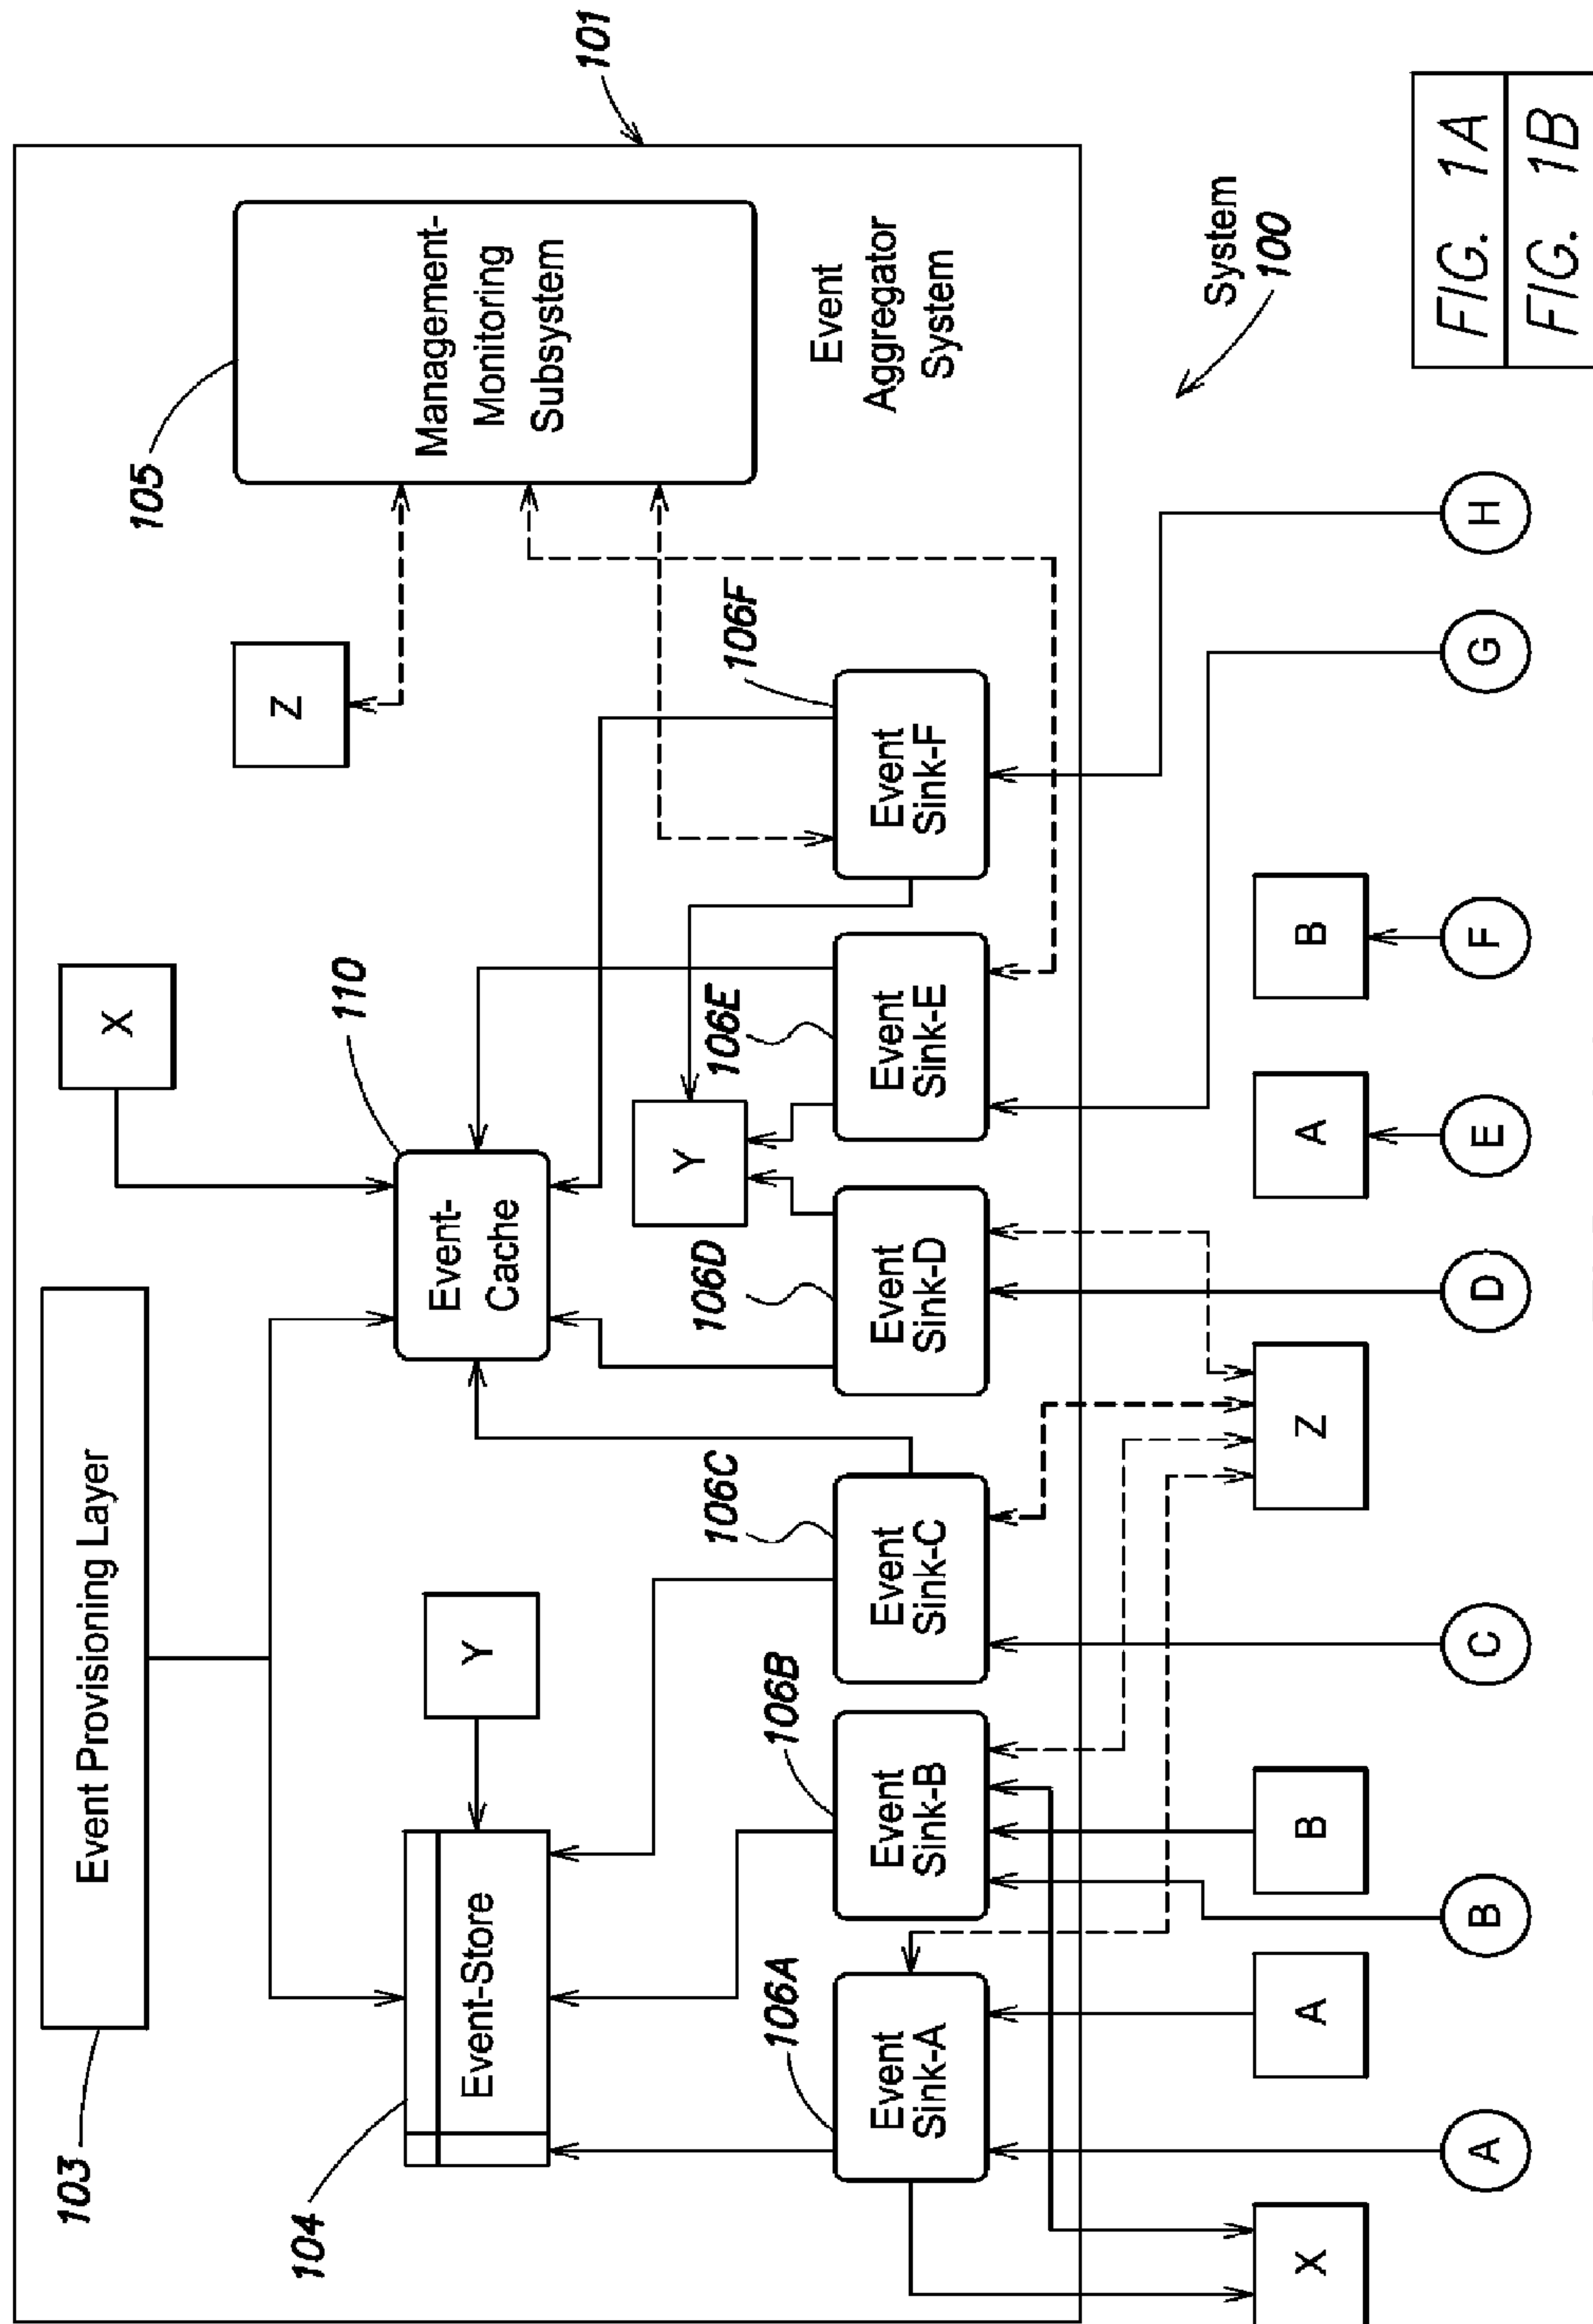 103
Event Provisioning Layer
X
101
104
Event-Store
Y
Event-
Cache
110
Z
105
Management-
Monitoring
Subsystem
Y
Event
Aggregator
System
106A
106B
106C
106D
106E
106F
Event
Sink-A
Event
Sink-B
Event
Sink-C
Event
Sink-D
Event
Sink-E
Event
Sink-F
System
100
X
A
B
Z
A
B
A
B
C
D
E
F
G
H
FIG. 1A
FIG. 1B